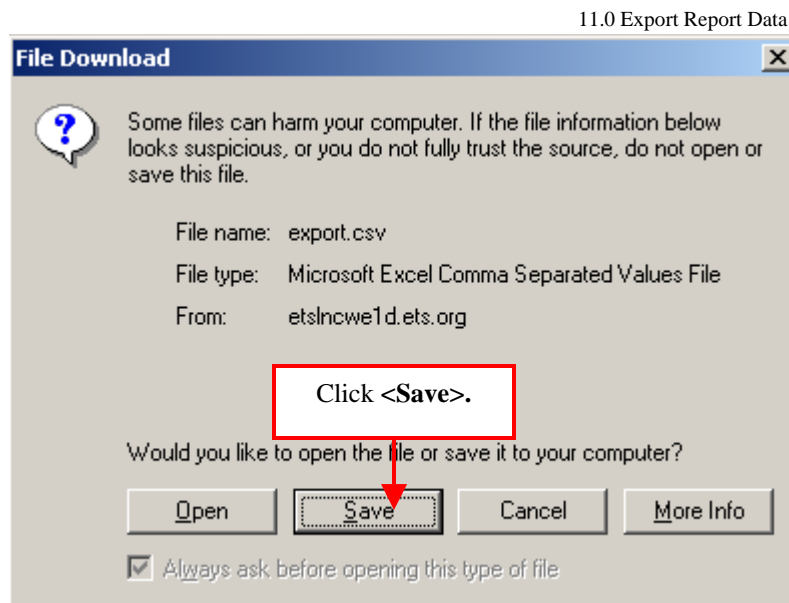 11.0 Export Report Data
File Download
Some files can harm your computer. If the file information below
looks suspicious, or you do not fully trust the source, do not open or
save this file.
File name: export.csv
File type: Microsoft Excel Comma Separated Values File
From: etslncwe1d.ets.org
Click <Save>.
Would you like to open the file or save it to your computer?
Open Save Cancel More Info
Always ask before opening this type of file